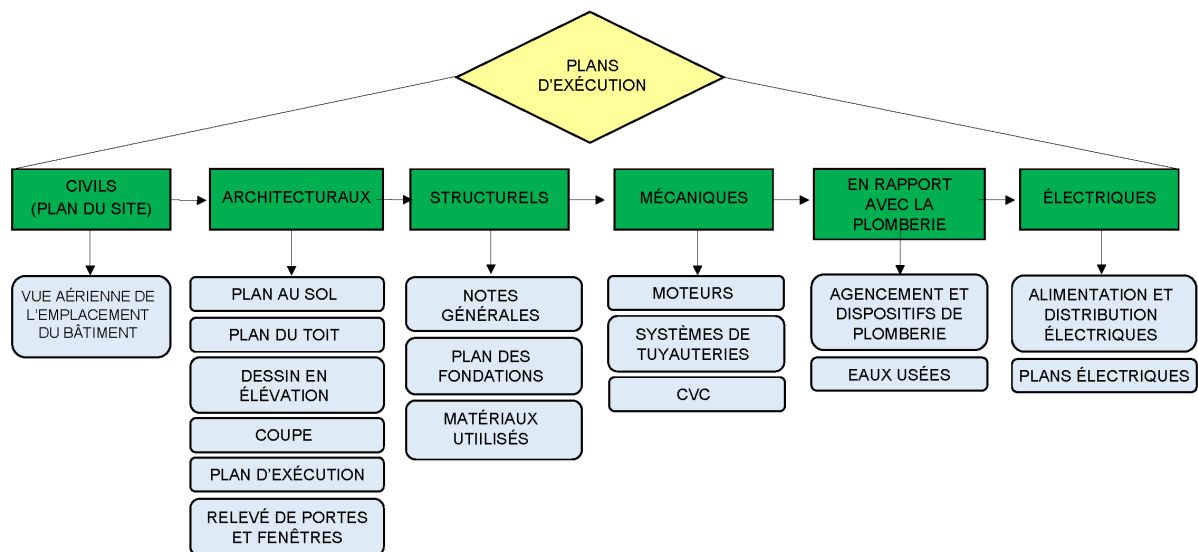 PLANS
D'EXÉCUTION
CIVILS
(PLAN DU SITE)
ARCHITECTURAUX
STRUCTURELS
MÉCANIQUES
EN RAPPORT
AVEC LA
PLOMBERIE
ÉLECTRIQUES
VUE AÉRIENNE DE
L'EMPLACEMENT
DU BÂTIMENT
PLAN AU SOL
PLAN DU TOIT
DESSIN EN
ÉLÉVATION
COUPE
PLAN D'EXÉCUTION
RELEVÉ DE PORTES
ET FENÊTRES
NOTES
GÉNÉRALES
PLAN DES
FONDATIONS
MATÉRIAUX
UTIILISÉS
MOTEURS
SYSTÈMES DE
TUYAUTERIES
CVC
AGENCEMENT ET
DISPOSITIFS DE
PLOMBERIE
EAUX USÉES
ALIMENTATION ET
DISTRIBUTION
ÉLECTRIQUES
PLANS ÉLECTRIQUES